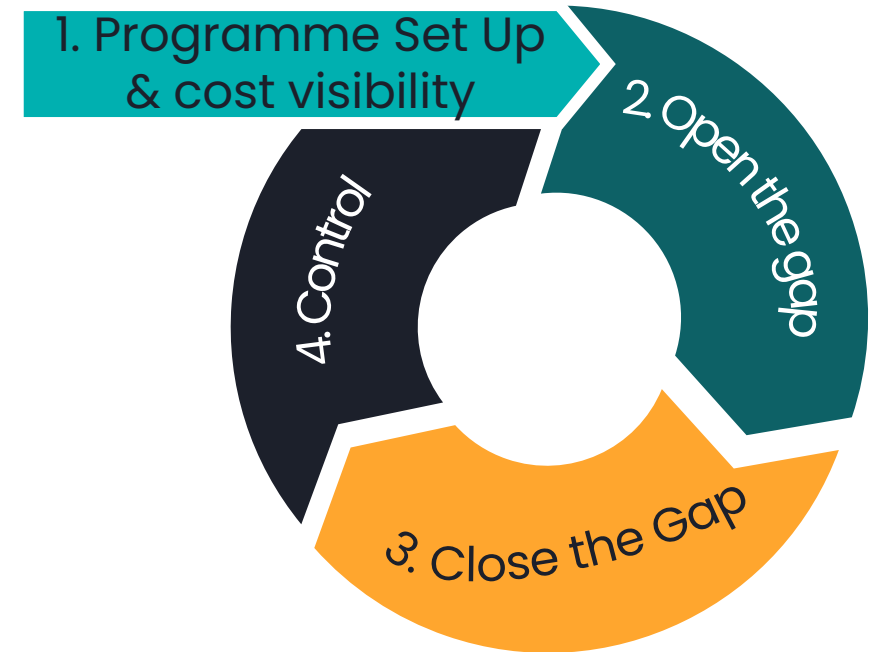 1. Programme Set Up
& cost visibility
2. Open the gap
3. Close the Gap
4. Control